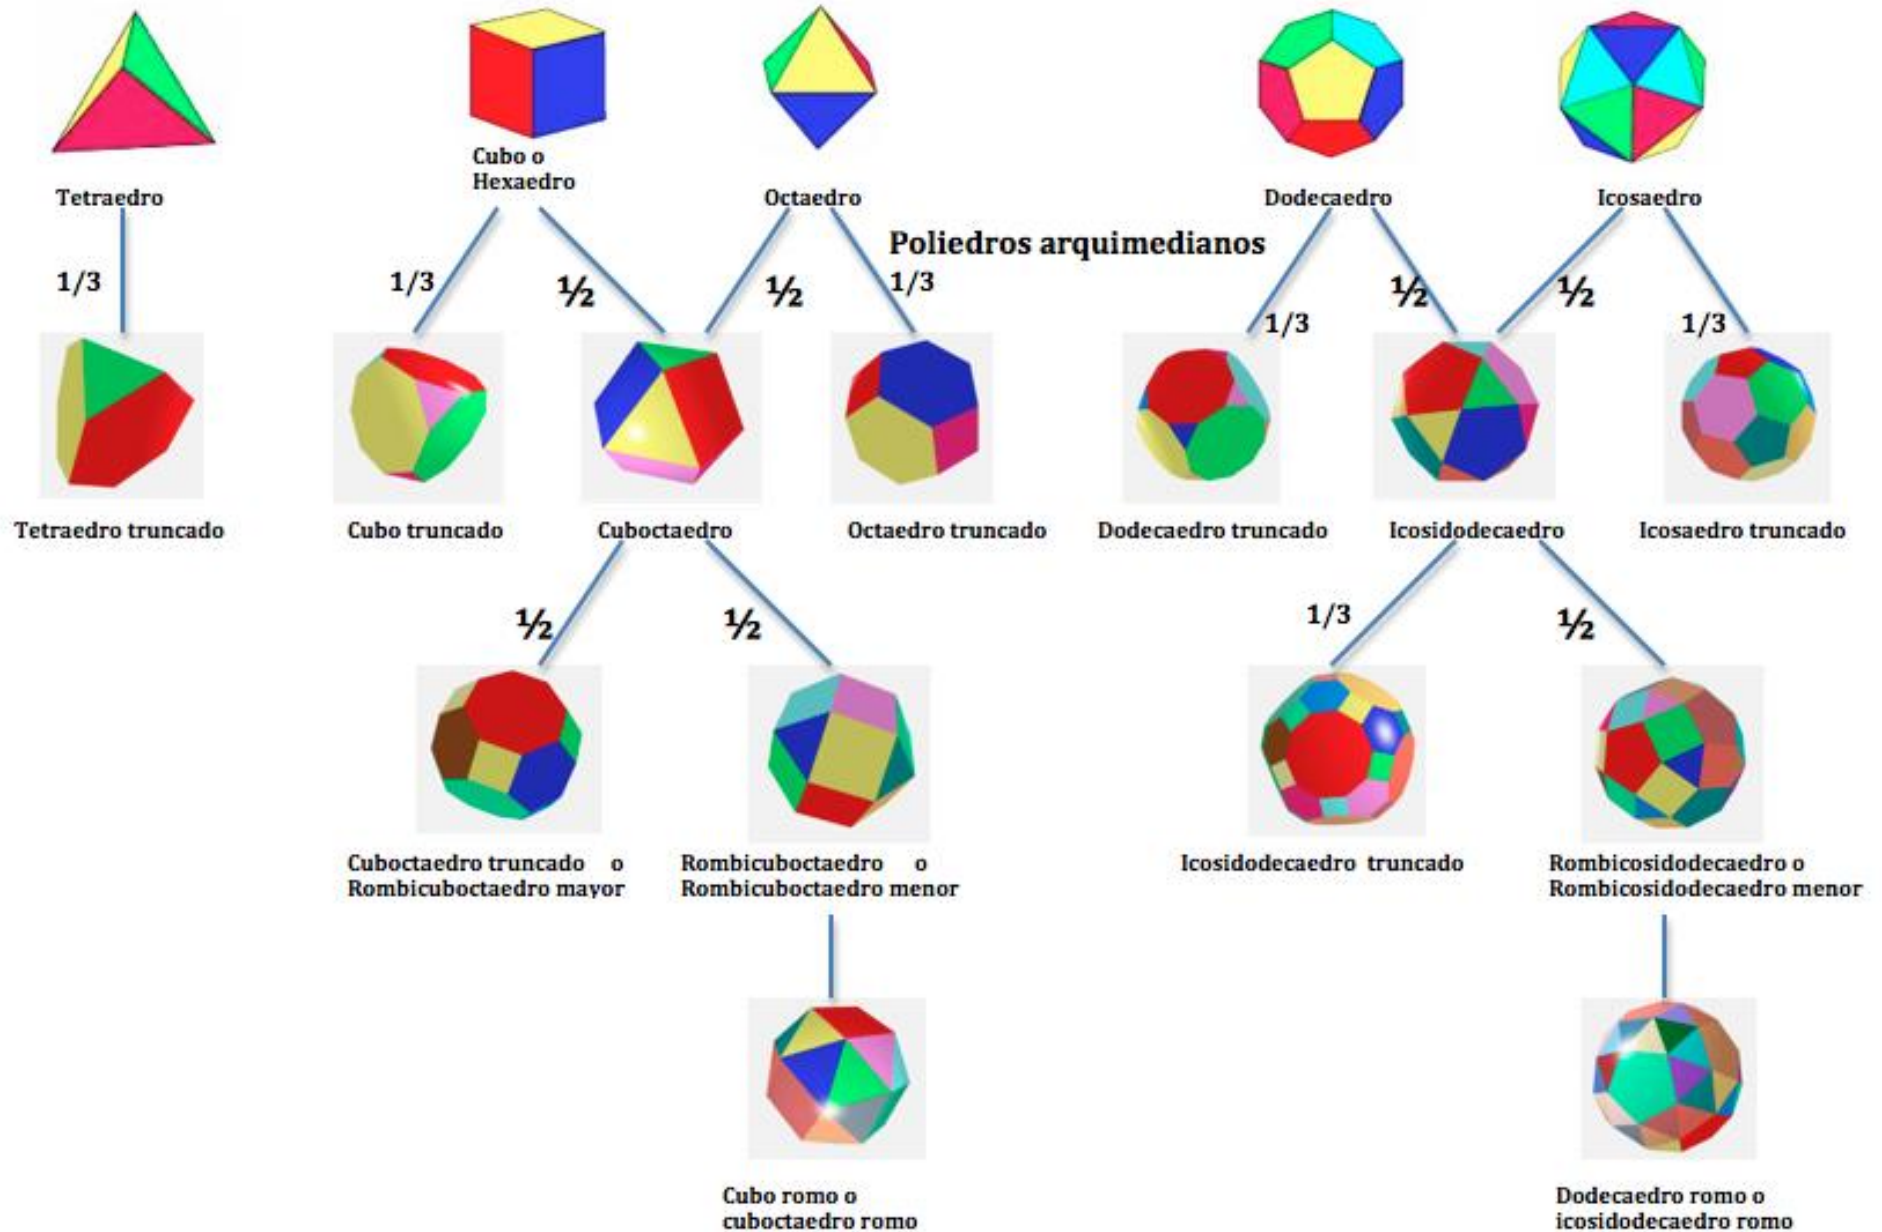 Cubo o
Hexaedro
Tetraedro
Octaedro
Dodecaedro
Icosaedro
Poliedros arquimedianos
1/3
1/3
½
½
1/3
1/3
½
½
1/3
Tetraedro truncado
Cubo truncado
Cuboctaedro
Octaedro truncado
Dodecaedro truncado
Icosidodecaedro
Icosaedro truncado
½
½
1/3
½
Cuboctaedro truncado o
Rombicuboctaedro mayor
Rombicuboctaedro o
Rombicuboctaedro menor
Icosidodecaedro truncado
Rombicosidodecaedro o
Rombicosidodecaedro menor
Cubo romo o
cuboctaedro romo
Dodecaedro romo o
icosidodecaedro romo